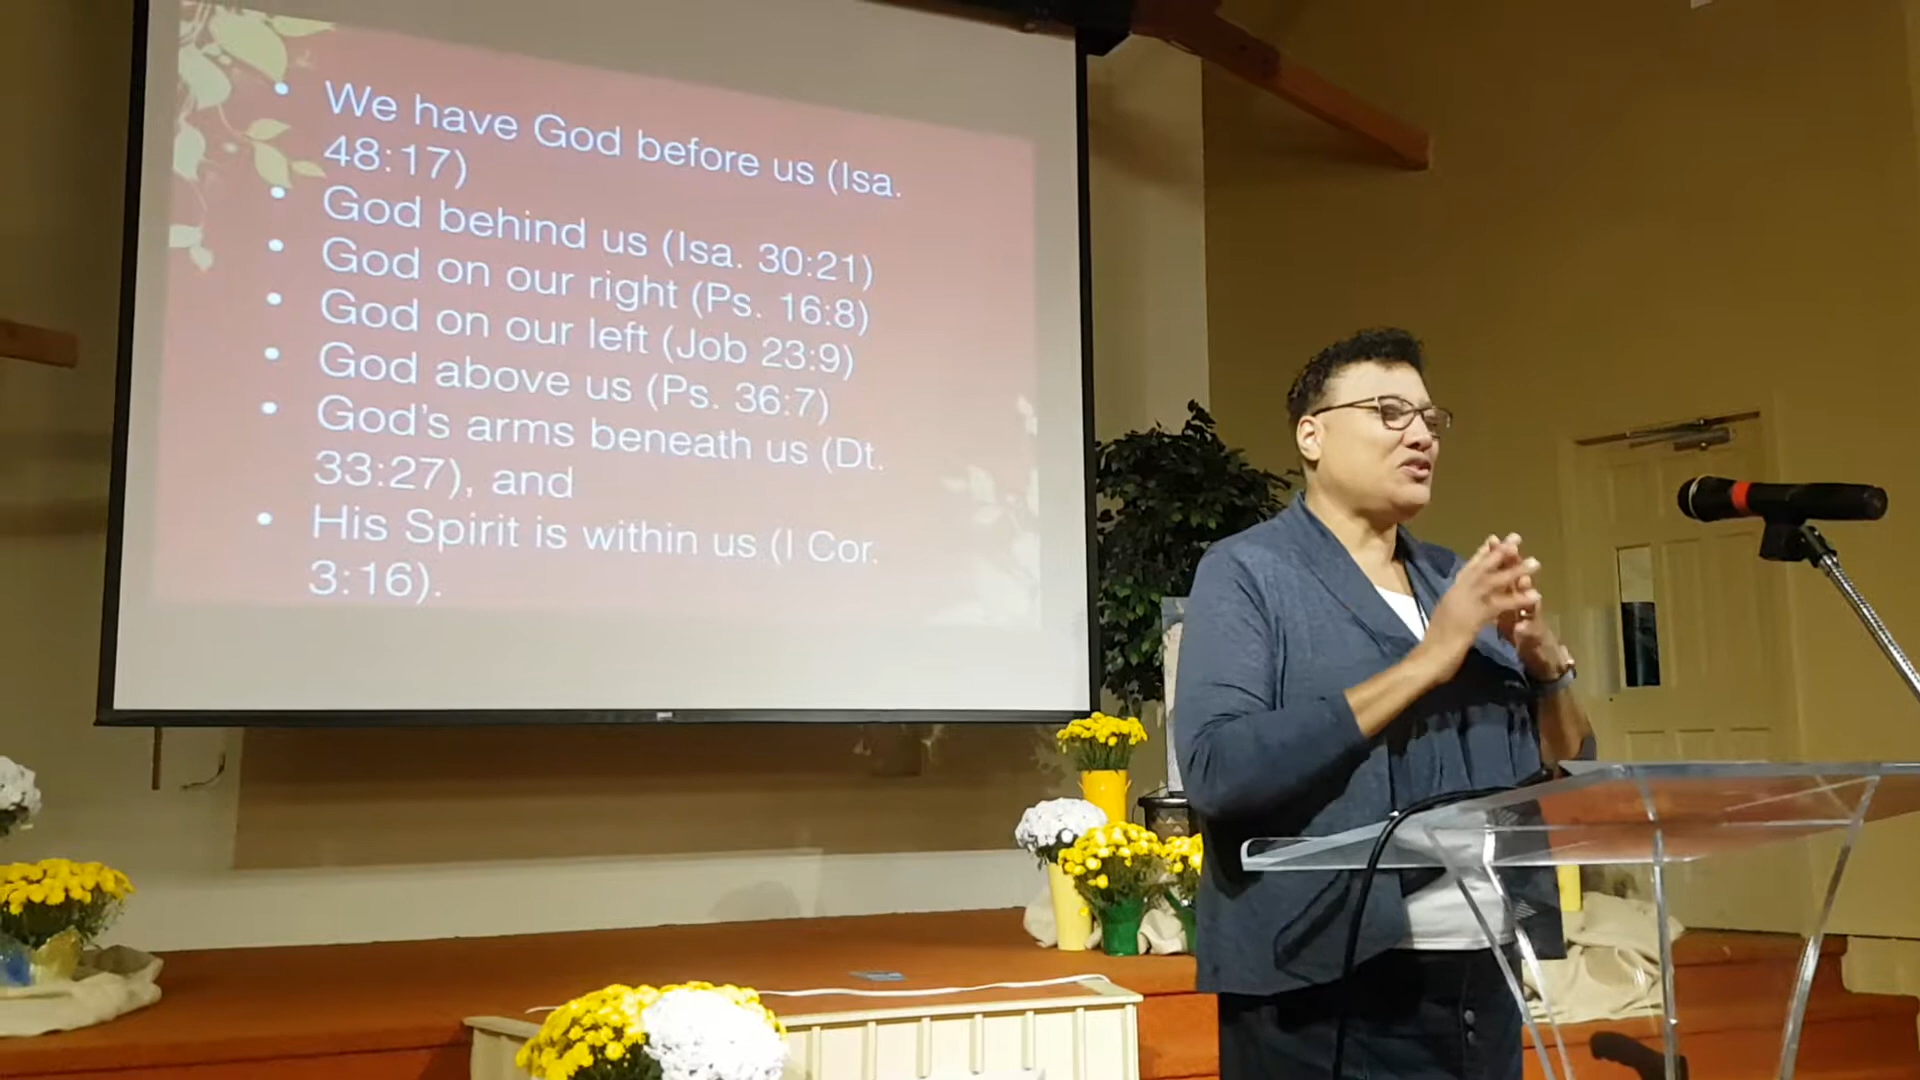 • We have God before us (Isa.
48:17)
• God behind us (Isa. 30:21)
• God on our right (Ps. 16:8)
• God on our left (Job 23:9)
• God above us (Ps. 36:7)
• God's arms beneath us (Dt.
33:27), and
• His Spirit is within us (I Cor.
3:16).